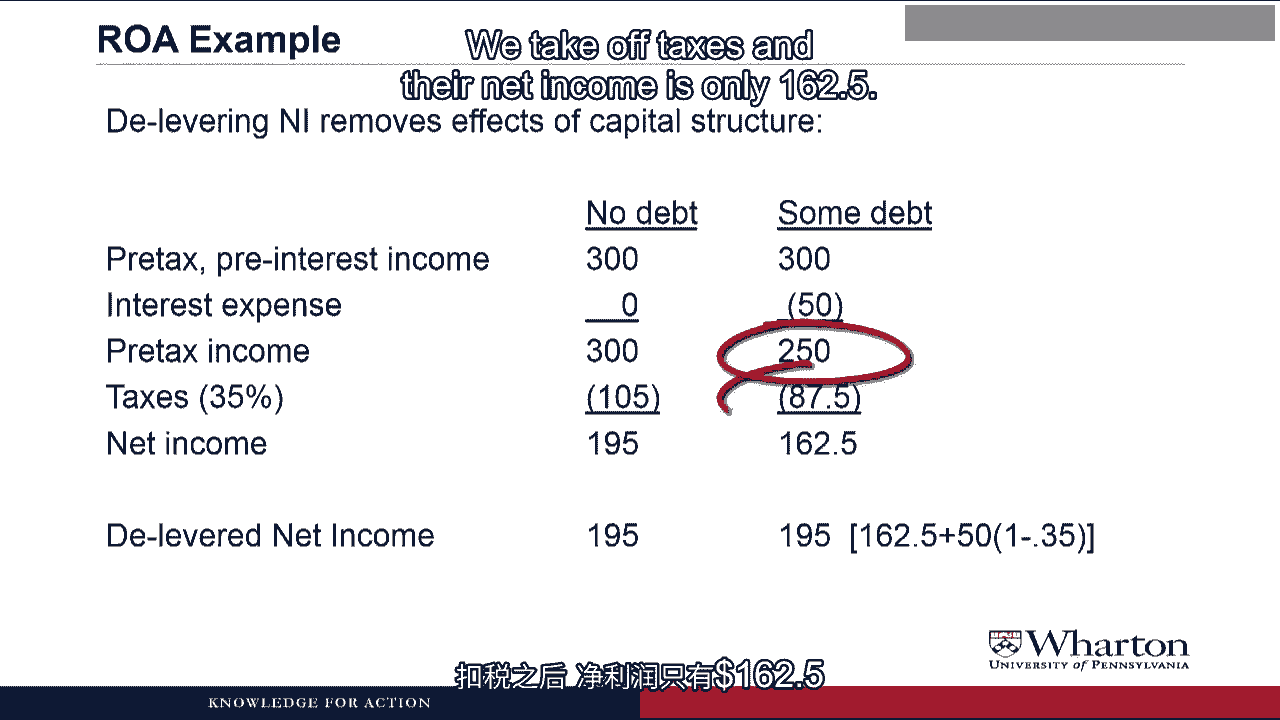 ROA Example
We take off taxes and
their net income is only 162.5.
De-levering NI removes effects of capital structure:
No debt Some debt
Pretax, pre-interest income 300 300
Interest expense 0 (50)
Pretax income 300 250
Taxes (35%) (105) (87.5)
Net income 195 162.5
De-levered Net Income 195 195 [162.5+50(1-.35)]
Wharton
UNIVERSITY of PENNSYLVANIA
扣税之后 净利润只有$162.5
KNOWLEDGE FOR ACTION